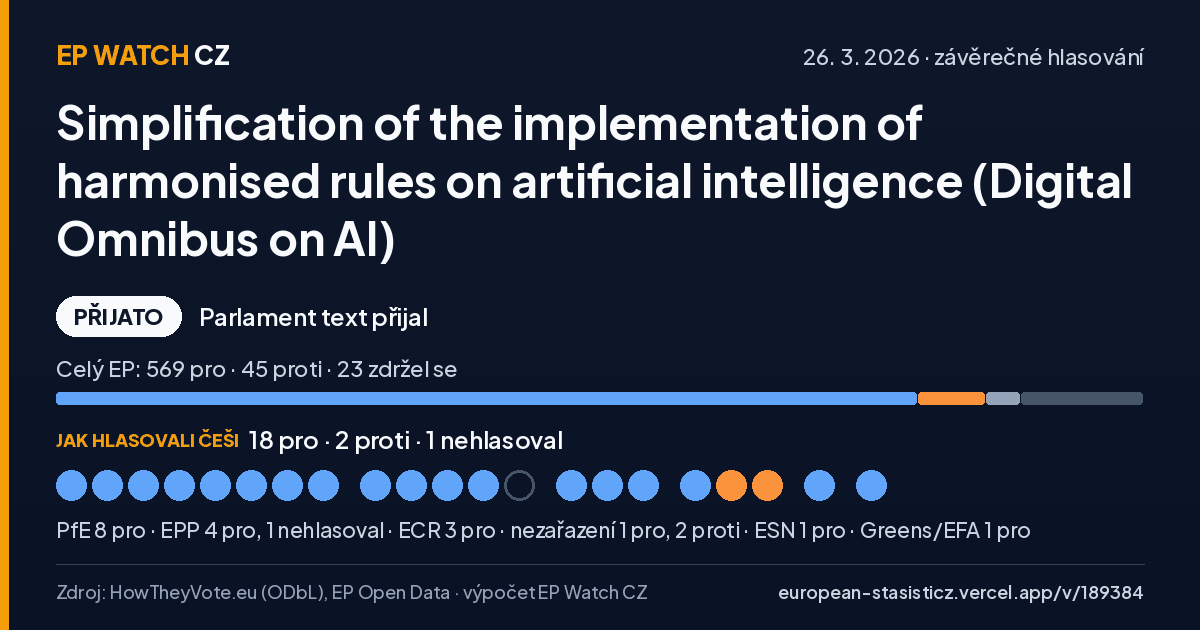 EP WATCH CZ
26. 3. 2026 · závěrečné hlasování
Simplification of the implementation of
harmonised rules on artificial intelligence (Digital
Omnibus on AI)
PŘIJATO Parlament text přijal
Celý EP: 569 pro · 45 proti · 23 zdržel se
JAK HLASOVALI ČEŠI 18 pro · 2 proti · 1 nehlasoval
PfE 8 pro · EPP 4 pro, 1 nehlasoval · ECR 3 pro · nezařazení 1 pro, 2 proti · ESN 1 pro · Greens/EFA 1 pro
Zdroj: HowTheyVote.eu (ODbL), EP Open Data · výpočet EP Watch CZ
european-stasisticz.vercel.app/v/189384